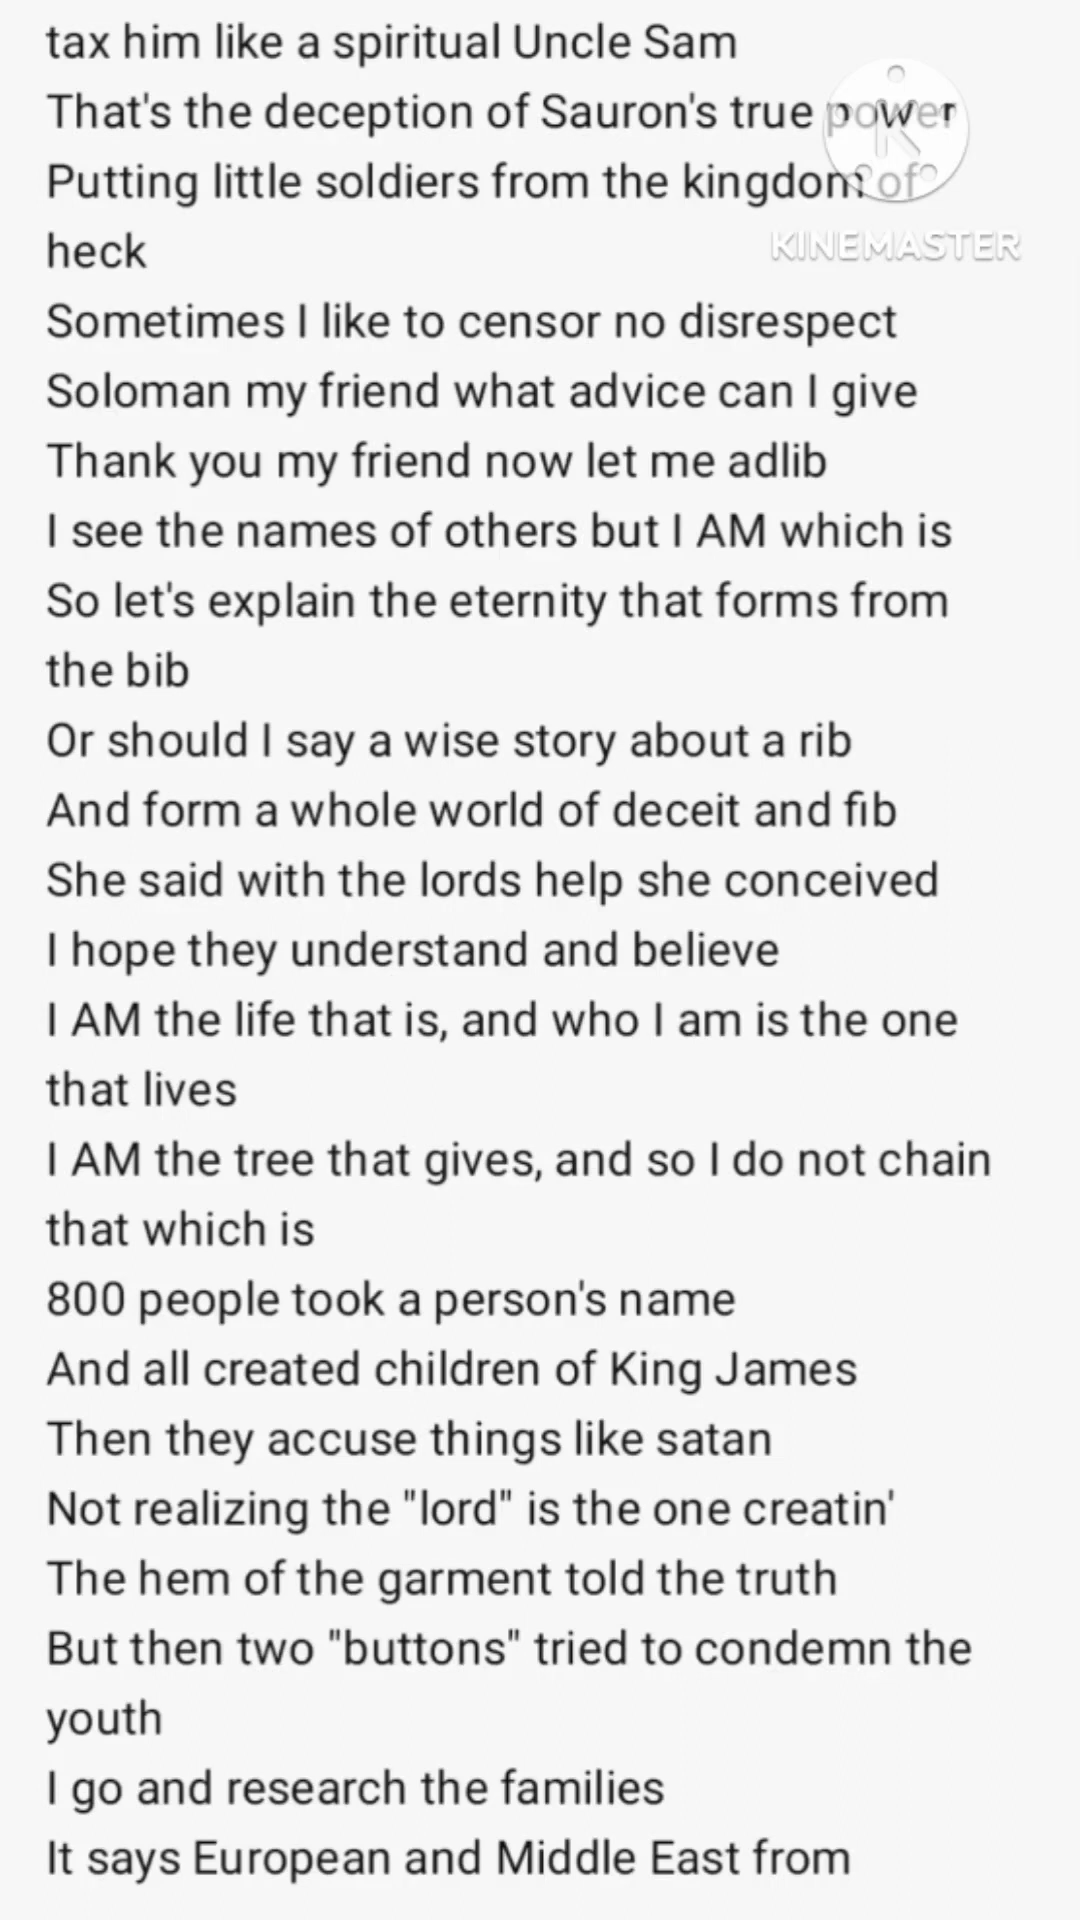 tax him like a spiritual Uncle Sam
That's the deception of Sauron's true power
Putting little soldiers from the kingdom of
heck
KINEMASTER
Sometimes I like to censor no disrespect
Soloman my friend what advice can I give
Thank you my friend now let me adlib
I see the names of others but I AM which is
So let's explain the eternity that forms from
the bib
Or should I say a wise story about a rib
And form a whole world of deceit and fib
She said with the lords help she conceived
I hope they understand and believe
I AM the life that is, and who I am is the one
that lives
I AM the tree that gives, and so I do not chain
that which is
800 people took a person's name
And all created children of King James
Then they accuse things like satan
Not realizing the "lord" is the one creatin'
The hem of the garment told the truth
But then two "buttons" tried to condemn the
youth
I go and research the families
It says European and Middle East from